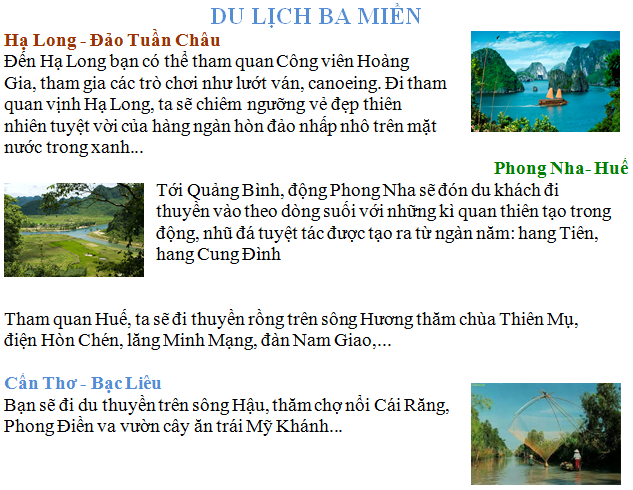 DU LỊCH BA MIỀN
Hạ Long - Đảo Tuần Châu
Đến Hạ Long bạn có thể tham quan Công viên Hoàng
Gia, tham gia các trò chơi như lướt ván, canoeing. Đi tham
quan vịnh Hạ Long, ta sẽ chiêm ngưỡng vẻ đẹp thiên
nhiên tuyệt vời của hàng ngàn hòn đảo nhấp nhô trên mặt
nước trong xanh...
Phong Nha- Huế
Tới Quảng Bình, động Phong Nha sẽ đón du khách đi
thuyền vào theo dòng suối với những kì quan thiên tạo trong
động, nhũ đá tuyệt tác được tạo ra từ ngàn năm: hang Tiên,
hang Cung Đình
Tham quan Huế, ta sẽ đi thuyền rồng trên sông Hương thăm chùa Thiên Mụ,
điện Hòn Chén, lăng Minh Mạng, đàn Nam Giao,...
Cần Thơ - Bạc Liêu
Bạn sẽ đi du thuyền trên sông Hậu, thăm chợ nổi Cái Răng,
Phong Điền va vườn cây ăn trái Mỹ Khánh...